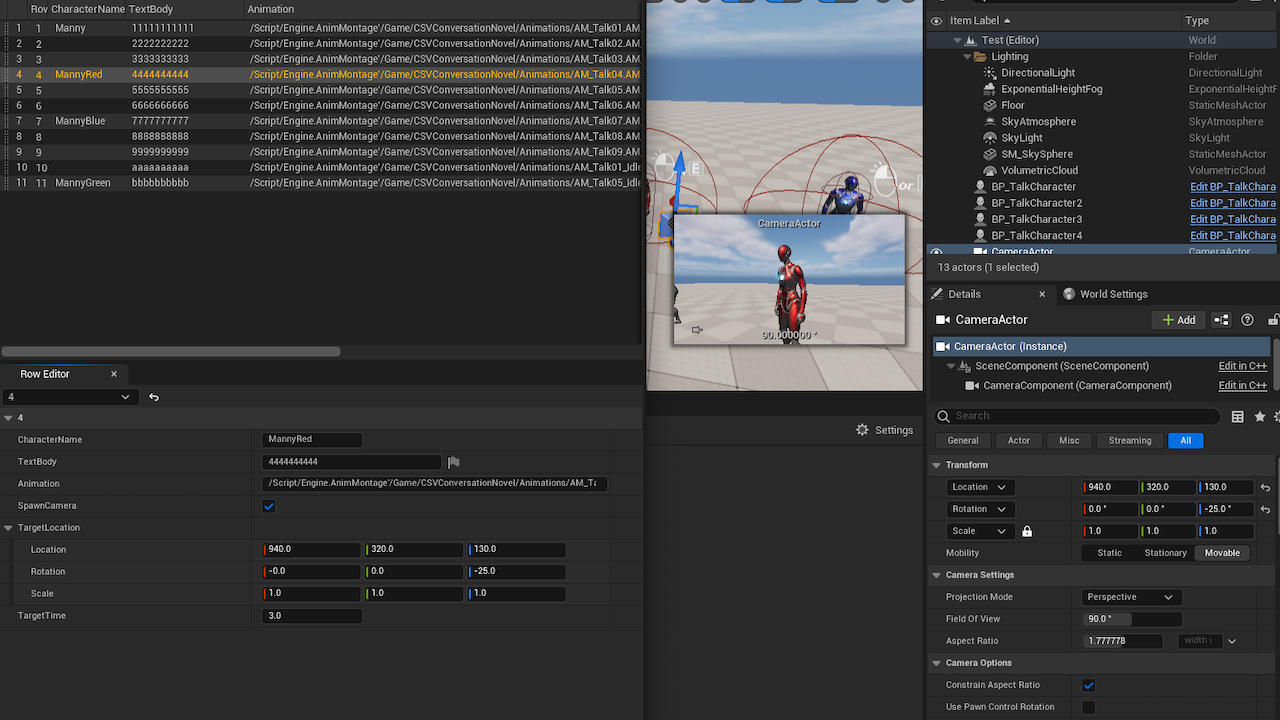 Row CharacterName TextBody Animation
1 1 Manny 11111111111 /Script/Engine.AnimMontage'/Game/CSVConversationNovel/Animations/AM_Talk01.AM
2 2 2222222222 /Script/Engine.AnimMontage'/Game/CSVConversationNovel/Animations/AM_Talk02.AM
3 3 3333333333 /Script/Engine.AnimMontage'/Game/CSVConversationNovel/Animations/AM_Talk03.AM
4 4 MannyRed 4444444444 /Script/Engine.AnimMontage'/Game/CSVConversationNovel/Animations/AM_Talk04.AM
5 5 5555555555 /Script/Engine.AnimMontage'/Game/CSVConversationNovel/Animations/AM_Talk05.AM
6 6 6666666666 /Script/Engine.AnimMontage'/Game/CSVConversationNovel/Animations/AM_Talk06.AM
7 7 MannyBlue 7777777777 /Script/Engine.AnimMontage'/Game/CSVConversationNovel/Animations/AM_Talk07.AM
8 8 8888888888 /Script/Engine.AnimMontage'/Game/CSVConversationNovel/Animations/AM_Talk08.AM
9 9 9999999999 /Script/Engine.AnimMontage'/Game/CSVConversationNovel/Animations/AM_Talk09.AM
10 10 aaaaaaaaaa /Script/Engine.AnimMontage'/Game/CSVConversationNovel/Animations/AM_Talk01_Idle
11 11 MannyGreen bbbbbbbbbb /Script/Engine.AnimMontage'/Game/CSVConversationNovel/Animations/AM_Talk05_Idle
Row Editor
4
4
CharacterName MannyRed
TextBody 4444444444
Animation /Script/Engine.AnimMontage'/Game/CSVConversationNovel/Animations/AM_Ta
SpawnCamera
TargetLocation
Location 940.0 320.0 130.0
Rotation -0.0 0.0 -25.0
Scale 1.0 1.0 1.0
TargetTime 3.0
E
or
CameraActor
90.000000 °
Settings
Item Label Type
Test (Editor) World
Lighting Folder
DirectionalLight DirectionalLight
ExponentialHeightFog ExponentialHeightF
Floor StaticMeshActor
SkyAtmosphere SkyAtmosphere
SkyLight SkyLight
SM_SkySphere StaticMeshActor
VolumetricCloud VolumetricCloud
BP_TalkCharacter Edit BP_TalkChara
BP_TalkCharacter2 Edit BP_TalkChara
BP_TalkCharacter3 Edit BP_TalkChara
BP_TalkCharacter4 Edit BP_TalkChara
CameraActor CameraActor
13 actors (1 selected)
Details World Settings
CameraActor Add
CameraActor (Instance)
SceneComponent (SceneComponent) Edit in C++
CameraComponent (CameraComponent) Edit in C++
Search
General Actor Misc Streaming All
Transform
Location 940.0 320.0 130.0
Rotation 0.0 ° 0.0 ° -25.0 °
Scale 1.0 1.0 1.0
Mobility Static Stationary Movable
Camera Settings
Projection Mode Perspective
Field Of View 90.0 °
Aspect Ratio 1.777778 width
Camera Options
Constrain Aspect Ratio
Use Pawn Control Rotation